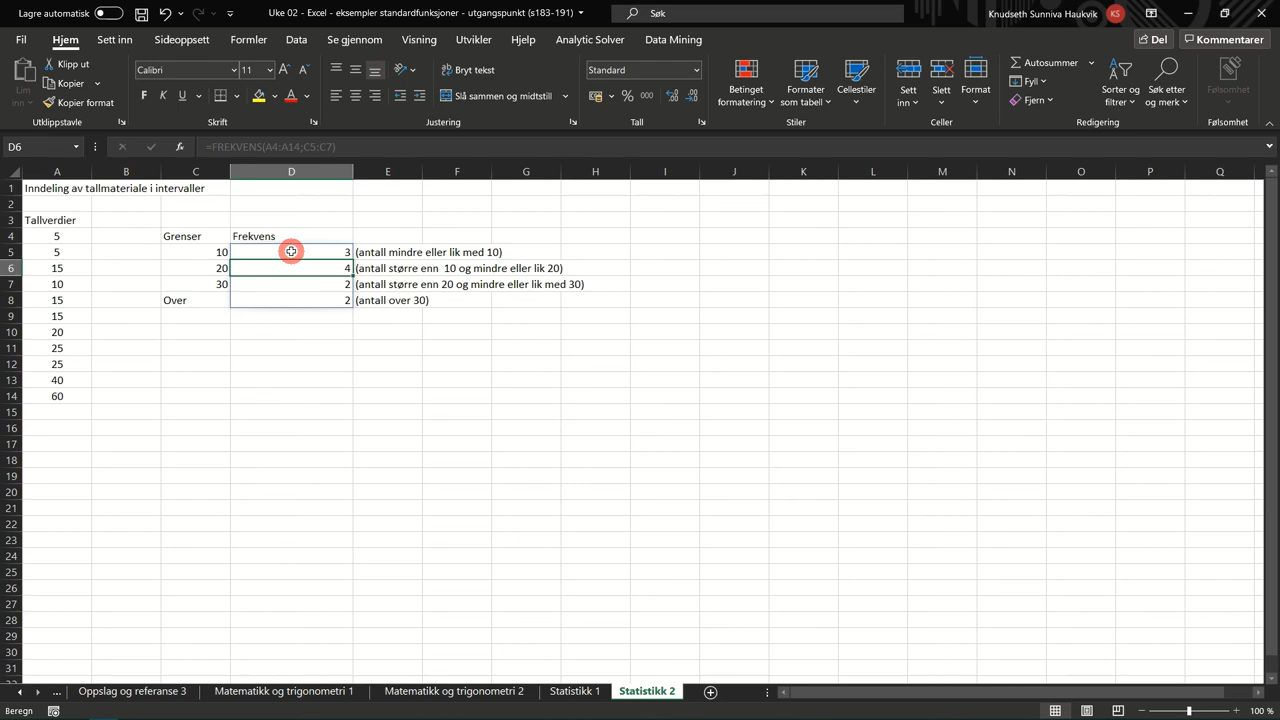 Lagre automatisk
Uke 02 - Excel - eksempler standardfunksjoner - utgangspunkt (s183-191)
Søk
Knudseth Sunniva Haukvik
KS
Fil
Hjem
Sett inn
Sideoppsett
Formler
Data
Se gjennom
Visning
Utvikler
Hjelp
Analytic Solver
Data Mining
Del
Kommentarer
Lim inn
Klipp ut
Kopier
Kopier format
Utklippstavle
Calibri
11
F K U
Skrift
Bryt tekst
Slå sammen og midtstill
Justering
Standard
% 000
Tall
Betinget formatering
Formater som tabell
Cellestiler
Stiler
Sett inn
Slett
Format
Celler
Autosummer
Fyll
Fjern
Sorter og filtrer
Søk etter og merk
Redigering
Følsomhet
Følsomhet
D6
fx
=FREKVENS(A4:A14;C5:C7)
A B C D E F G H I J K L M N O P Q
1 Inndeling av tallmateriale i intervaller
2
3 Tallverdier
4 5 Grenser Frekvens
5 5 10 3 (antall mindre eller lik med 10)
6 15 20 4 (antall større enn 10 og mindre eller lik 20)
7 10 30 2 (antall større enn 20 og mindre eller lik med 30)
8 15 Over 2 (antall over 30)
9 15
10 20
11 25
12 25
13 40
14 60
15
16
17
18
19
20
21
22
23
24
25
26
27
28
29
30
31
... Oppslag og referanse 3 Matematikk og trigonometri 1 Matematikk og trigonometri 2 Statistikk 1 Statistikk 2
Beregn
100 %